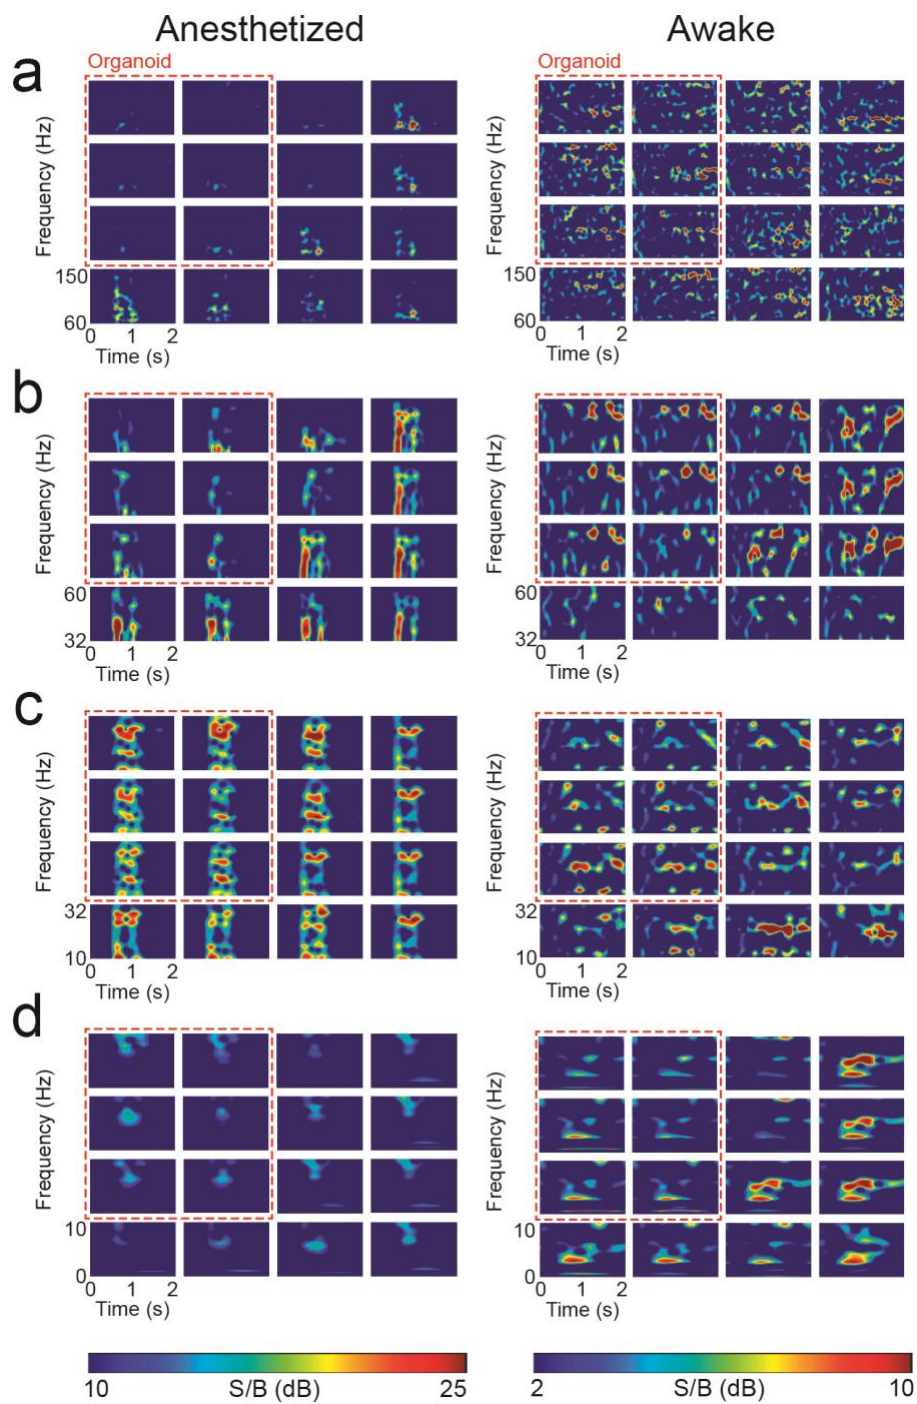 Anesthetized Awake
a
Organoid Organoid
Frequency (Hz) Frequency (Hz)
150 150
60 60
0 1 2 0 1 2
Time (s) Time (s)
b
Frequency (Hz) Frequency (Hz)
60 60
32 32
0 1 2 0 1 2
Time (s) Time (s)
c
Frequency (Hz) Frequency (Hz)
32 32
10 10
0 1 2 0 1 2
Time (s) Time (s)
d
Frequency (Hz) Frequency (Hz)
10 10
0 0
0 1 2 0 1 2
Time (s) Time (s)
10 S/B (dB) 25 2 S/B (dB) 10